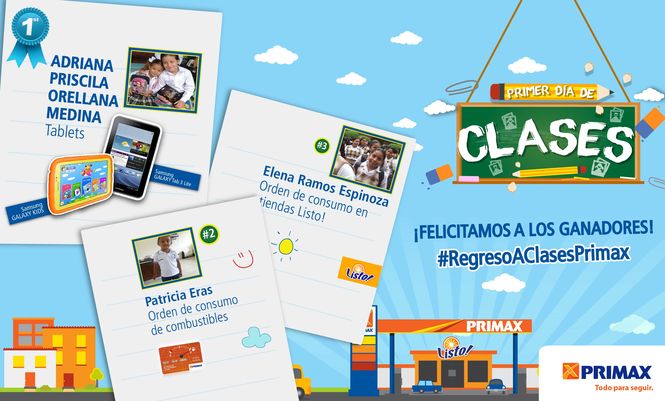 1st
ADRIANA
PRISCILA
ORELLANA
MEDINA
Tablets
Samsung
GALAXY KIDS
Samsung
GALAXY Tab 3 Lite
#3
Elena Ramos Espinoza
Orden de consumo en
tiendas Listo!
Listo!
#2
Patricia Eras
Orden de consumo
de combustibles
PRIMER DÍA DE
CLASES
¡FELICITAMOS A LOS GANADORES!
#RegresoAClasesPrimax
PRIMAX
Listo!
PRIMAX
Todo para seguir.